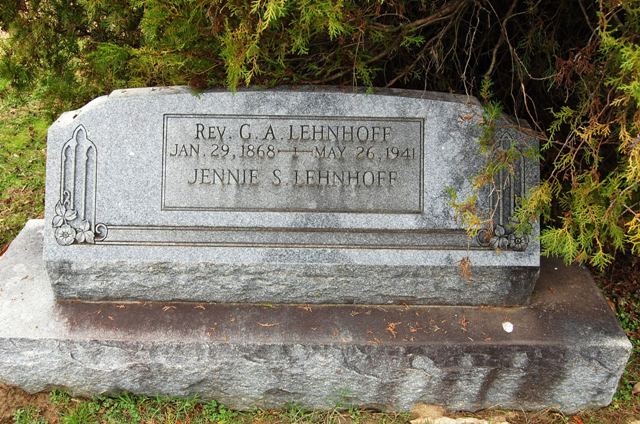 REV. G. A. LEHNHOFF
JAN. 29, 1868 - MAY 26, 1941
JENNIE S. LEHNHOFF